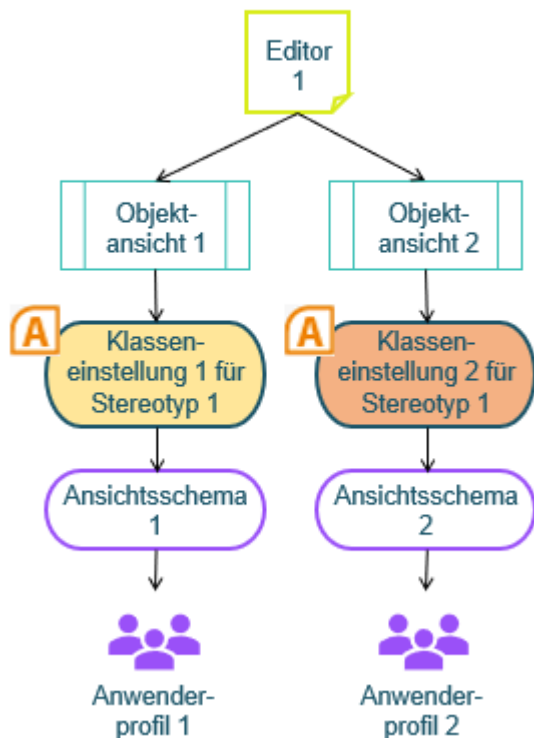 Editor
1
Objekt-
ansicht 1
Objekt-
ansicht 2
A
Klassen-
einstellung 1 für
Stereotyp 1
A
Klassen-
einstellung 2 für
Stereotyp 1
Ansichtsschema
1
Ansichtsschema
2
Anwender-
profil 1
Anwender-
profil 2